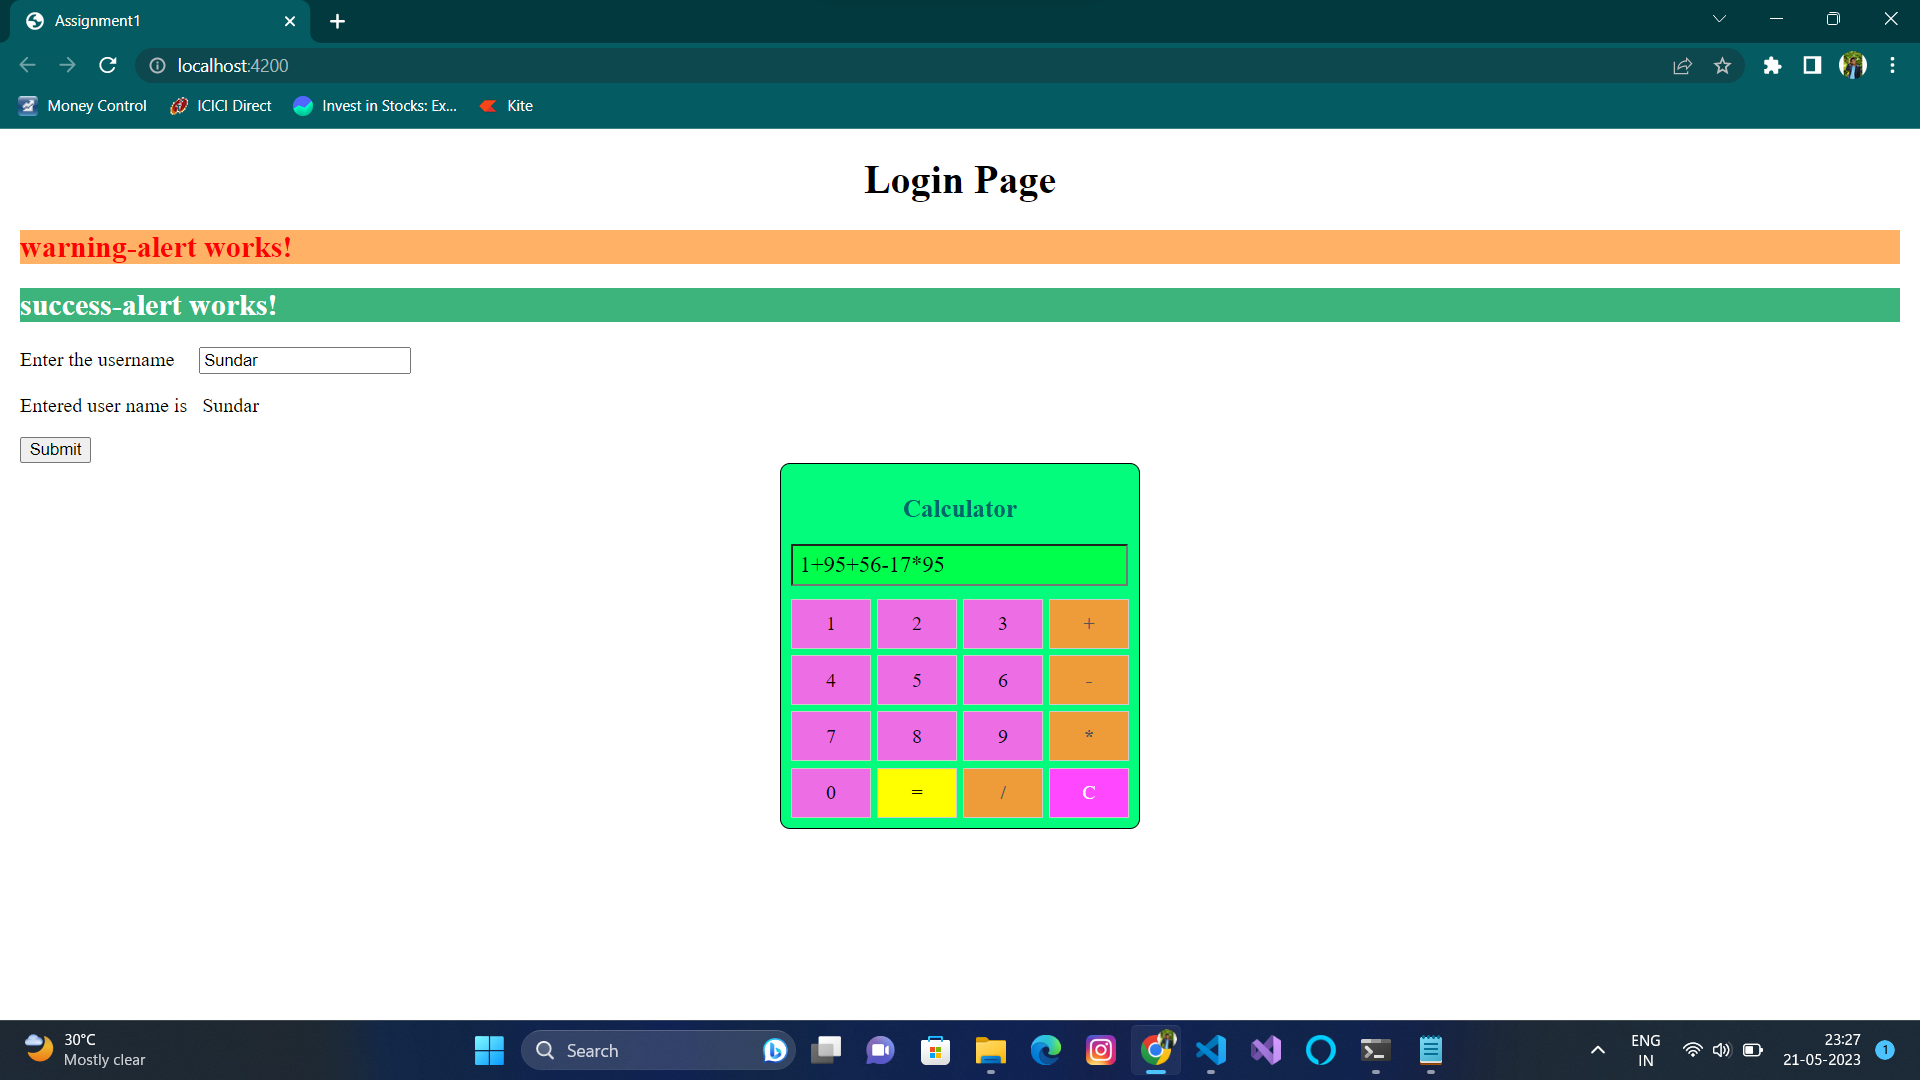 Assignment1
localhost:4200
Money Control ICICI Direct Invest in Stocks: Ex... Kite
Login Page
warning-alert works!
success-alert works!
Enter the username Sundar
Entered user name is Sundar
Submit
Calculator
1+95+56-17*95
1 2 3 +
4 5 6 -
7 8 9 *
0 = / C
30°C
Mostly clear
Search
ENG
IN
23:27
21-05-2023
1